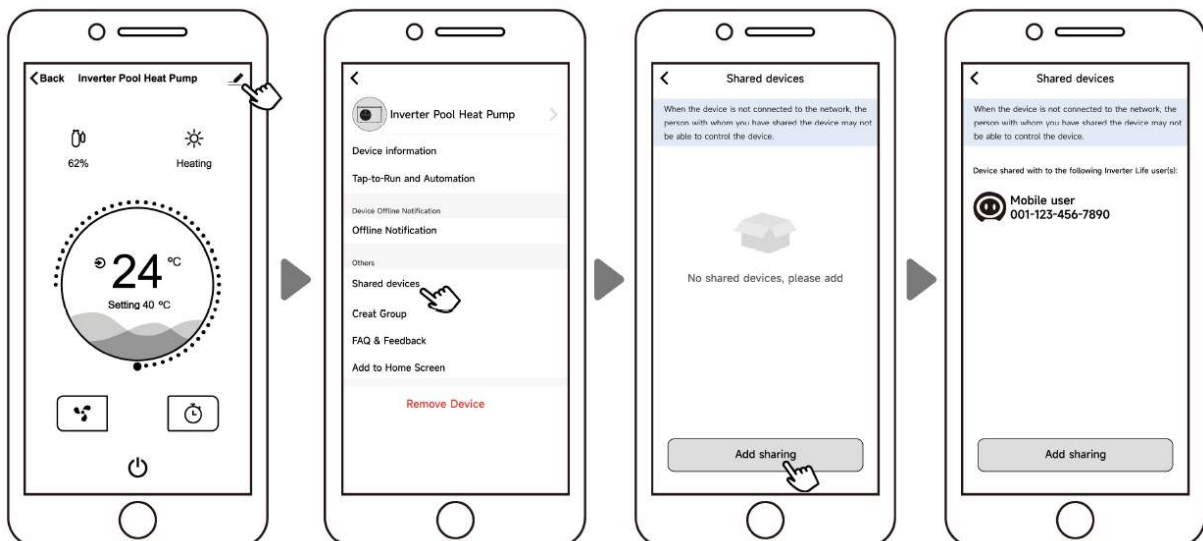 Back Inverter Pool Heat Pump
62% Heating
24 °C
Setting 40 °C
Inverter Pool Heat Pump
Device information
Tap-to-Run and Automation
Device Offline Notification
Offline Notification
Others
Shared devices
Creat Group
FAQ & Feedback
Add to Home Screen
Remove Device
Shared devices
When the device is not connected to the network, the
person with whom you have shared the device may not
be able to control the device.
No shared devices, please add
Add sharing
Shared devices
When the device is not connected to the network, the
person with whom you have shared the device may not
be able to control the device.
Device shared with to the following Inverter Life user(s):
Mobile user
001-123-456-7890
Add sharing